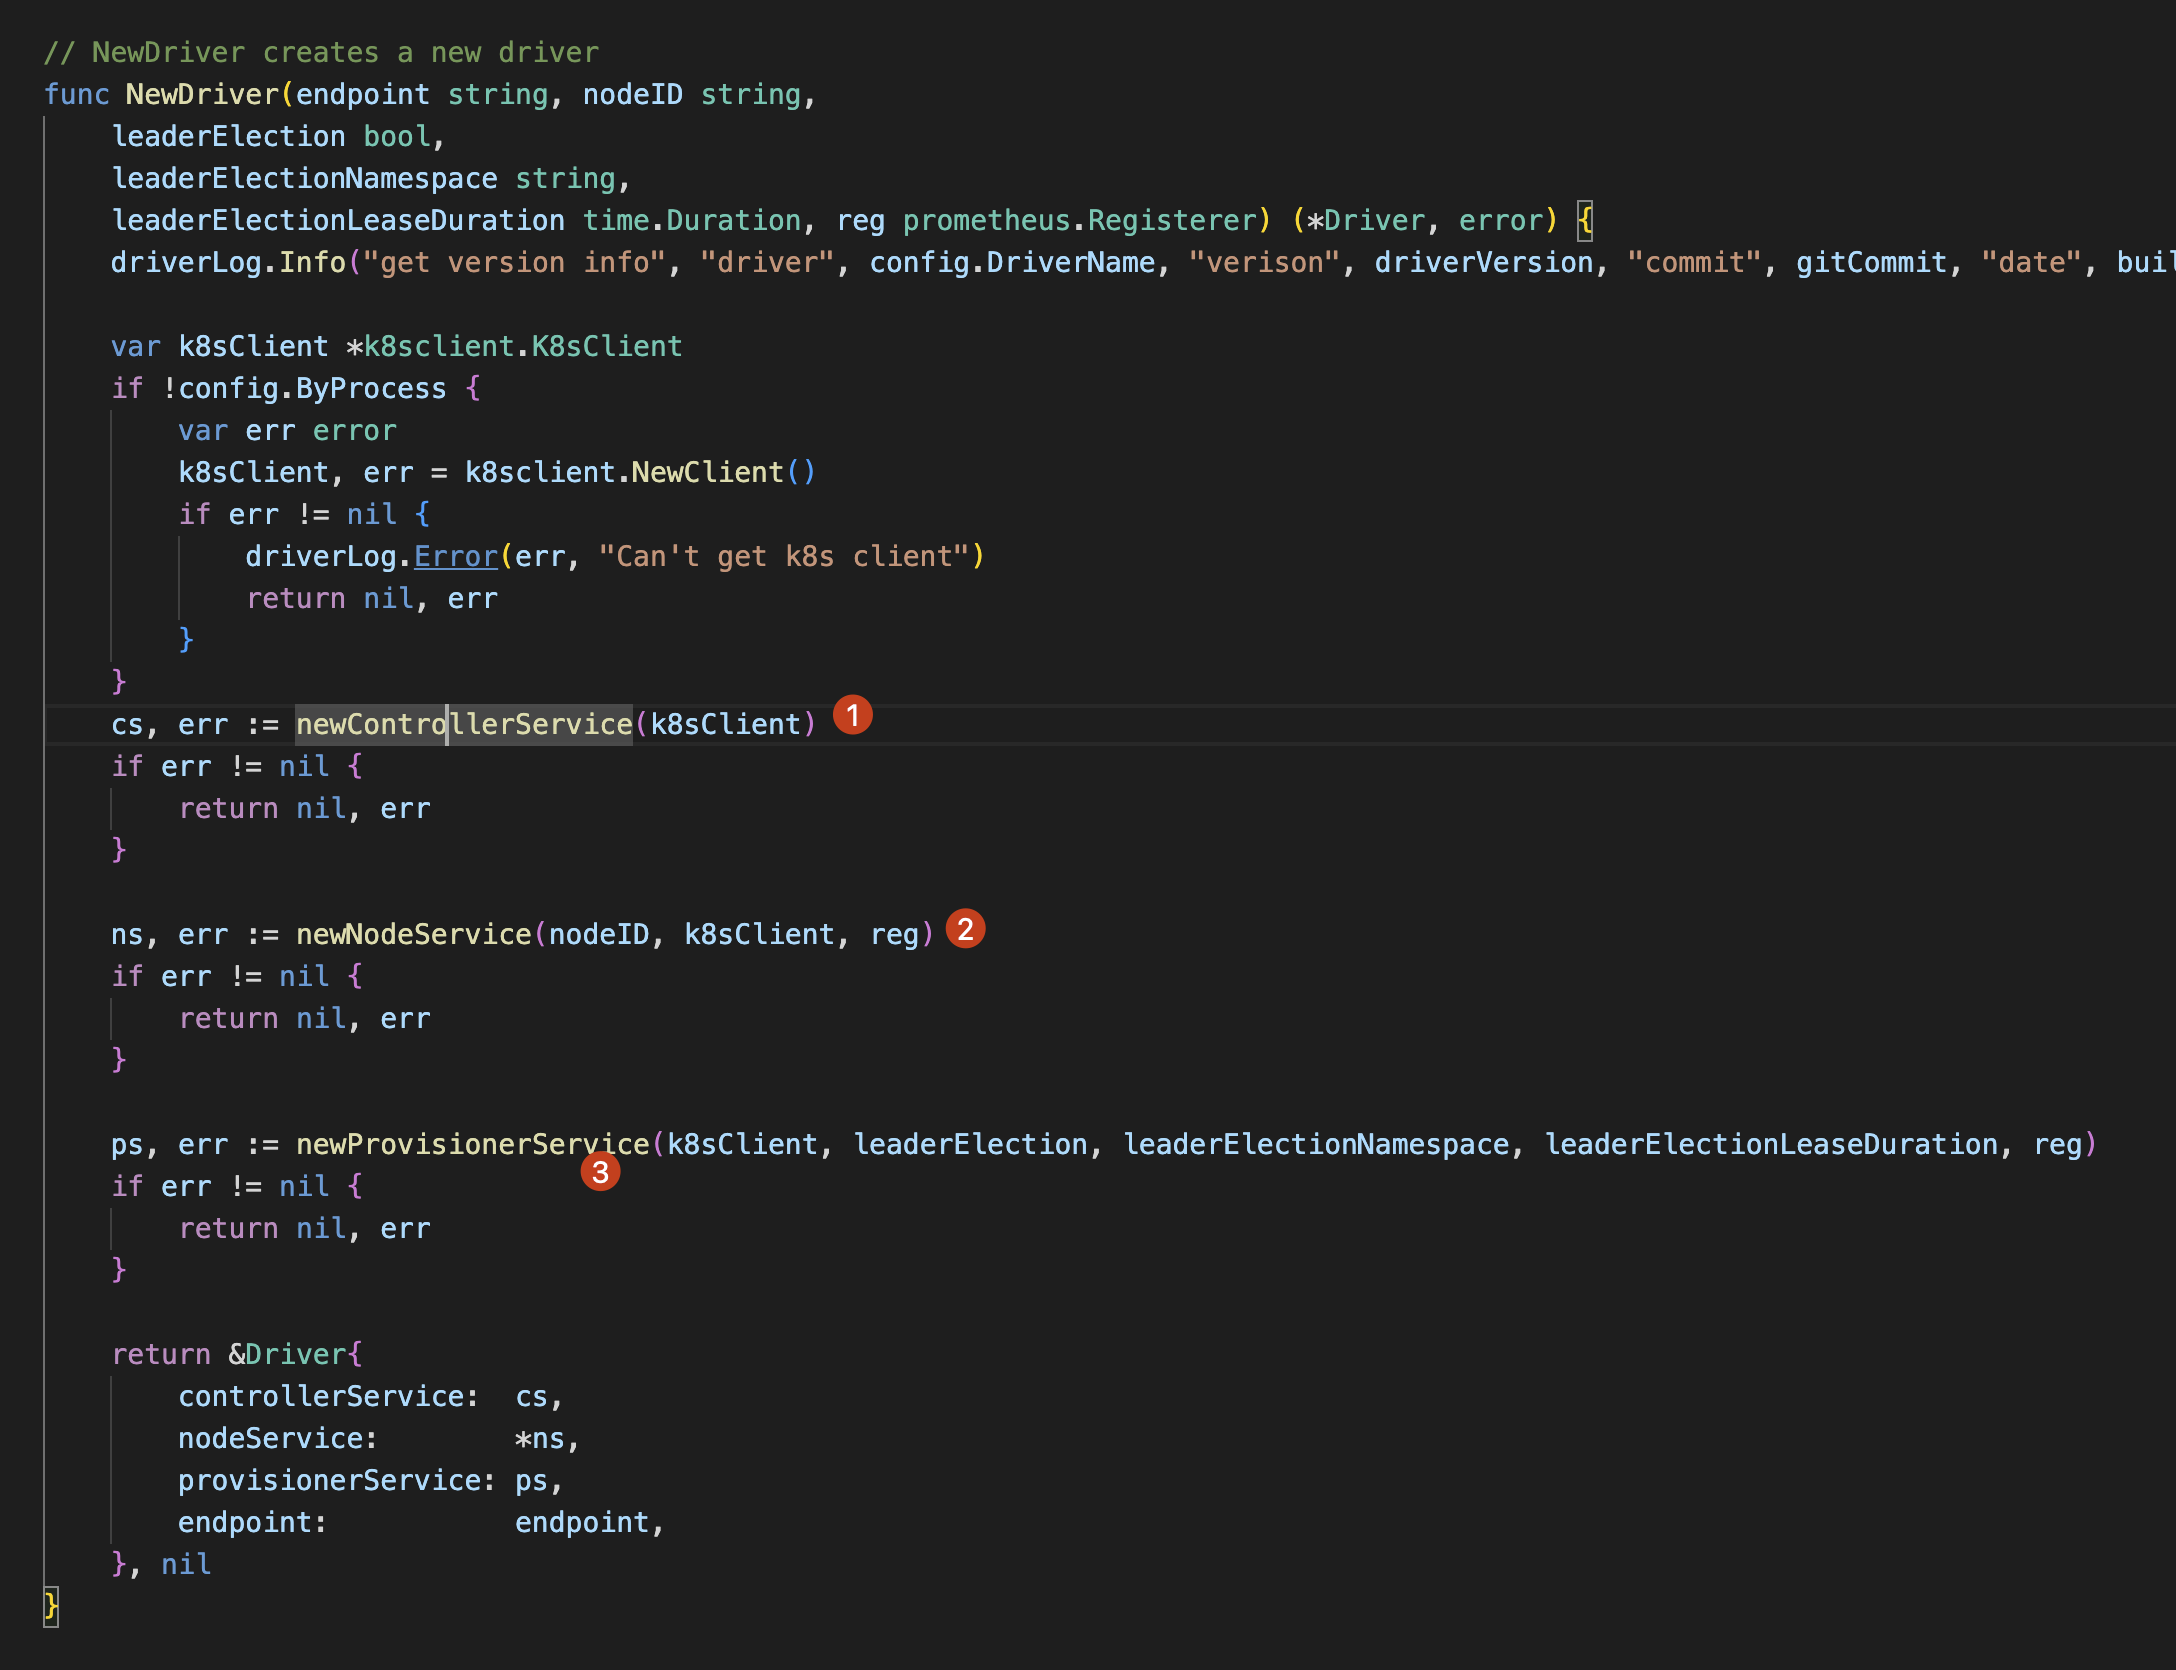 // NewDriver creates a new driver
func NewDriver(endpoint string, nodeID string,
    leaderElection bool,
    leaderElectionNamespace string,
    leaderElectionLeaseDuration time.Duration, reg prometheus.Registerer) (*Driver, error) {
    driverLog.Info("get version info", "driver", config.DriverName, "verison", driverVersion, "commit", gitCommit, "date", buil

    var k8sClient *k8sclient.K8sClient
    if !config.ByProcess {
        var err error
        k8sClient, err = k8sclient.NewClient()
        if err != nil {
            driverLog.Error(err, "Can't get k8s client")
            return nil, err
        }
    }
    cs, err := newControllerService(k8sClient) 1
    if err != nil {
        return nil, err
    }

    ns, err := newNodeService(nodeID, k8sClient, reg) 2
    if err != nil {
        return nil, err
    }

    ps, err := newProvisionerService(k8sClient, leaderElection, leaderElectionNamespace, leaderElectionLeaseDuration, reg)
3
    if err != nil {
        return nil, err
    }

    return &Driver{
        controllerService:  cs,
        nodeService:        *ns,
        provisionerService: ps,
        endpoint:           endpoint,
    }, nil
}